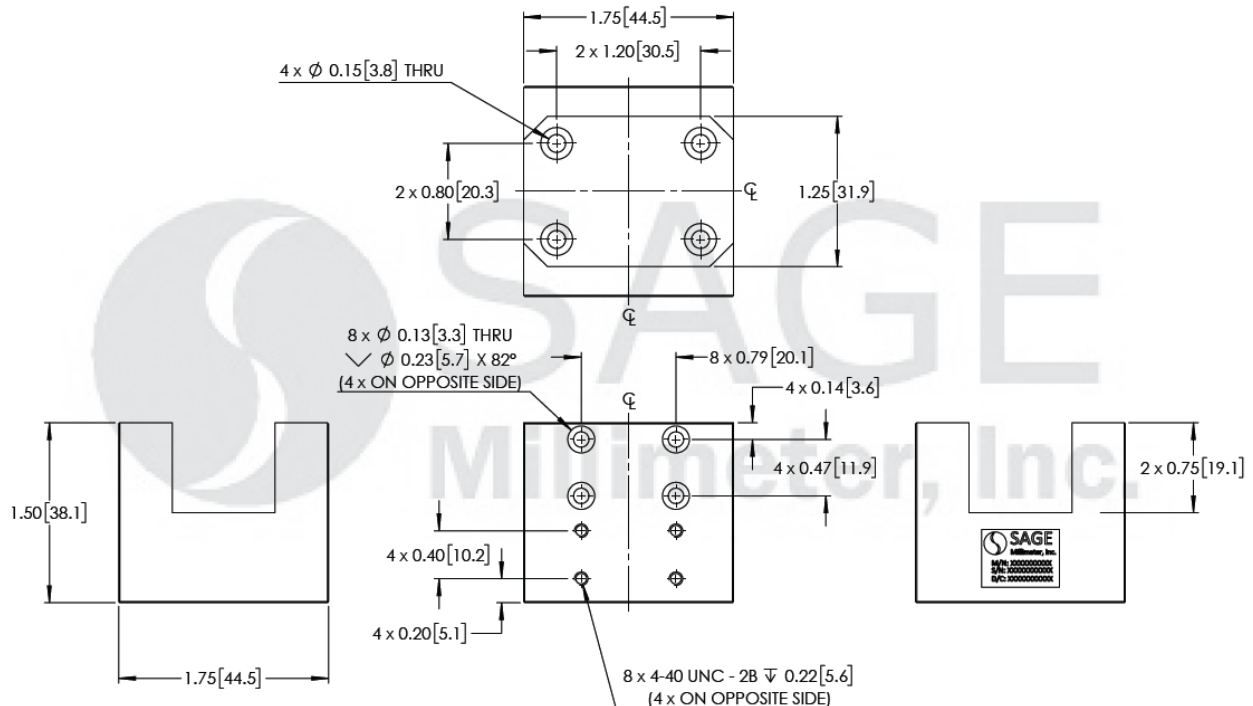 1.75[44.5]
2 x 1.20[30.5]
4 x Ø 0.15[3.8] THRU
2 x 0.80[20.3]
℄
1.25[31.9]
℄
SAGE
Millimeter, Inc.
8 x Ø 0.13[3.3] THRU
⌵ Ø 0.23[5.7] X 82°
(4 x ON OPPOSITE SIDE)
8 x 0.79[20.1]
4 x 0.14[3.6]
℄
4 x 0.47[11.9]
2 x 0.75[19.1]
1.50[38.1]
4 x 0.40[10.2]
4 x 0.20[5.1]
1.75[44.5]
8 x 4-40 UNC - 2B ↧ 0.22[5.6]
(4 x ON OPPOSITE SIDE)
SAGE
Millimeter, Inc.
M/N: XXXXXXXXXX
S/N: XXXXXXXXXXX
D/C: XXXXXXXXXXX